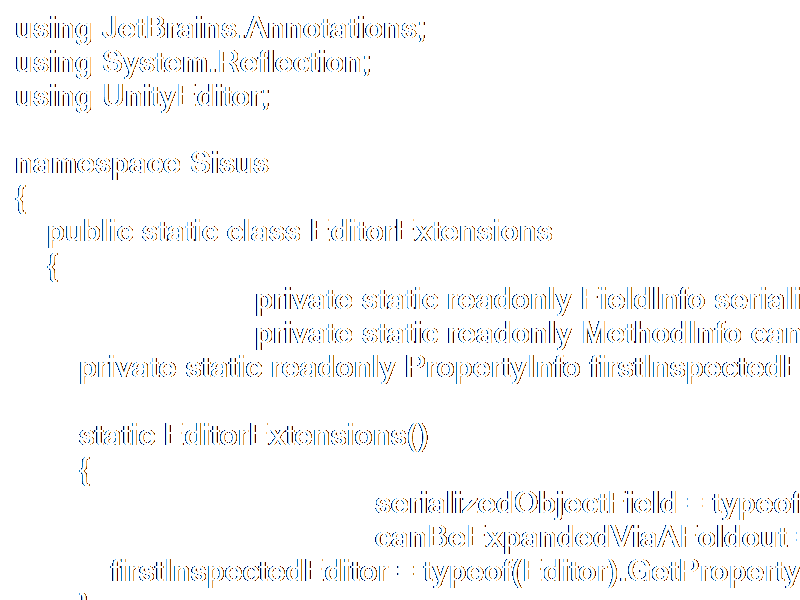 using JetBrains.Annotations;
using System.Reflection;
using UnityEditor;
namespace Sisus
{
public static class EditorExtensions
{
private static readonly FieldInfo seriali
private static readonly MethodInfo can
private static readonly PropertyInfo firstInspectedE
static EditorExtensions()
{
serializedObjectField = typeof
canBeExpandedViaAFoldout =
firstInspectedEditor = typeof(Editor).GetProperty